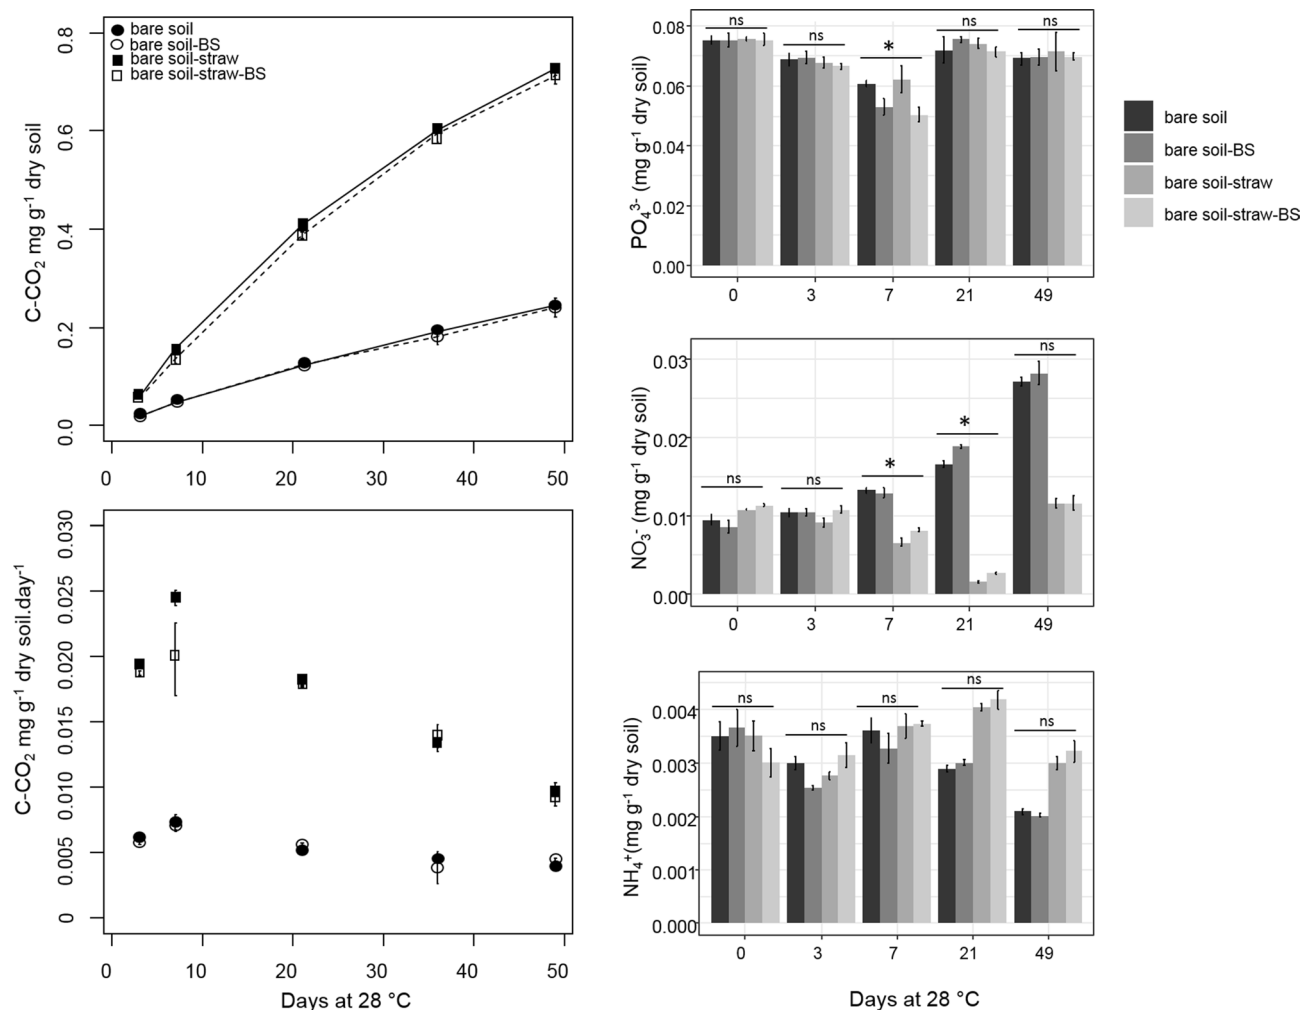 bare soil
bare soil-BS
bare soil-straw
bare soil-straw-BS
C-CO₂ mg g⁻¹ dry soil
0.8
0.6
0.4
0.2
0.0
0 10 20 30 40 50
C-CO₂ mg g⁻¹ dry soil.day⁻¹
0.030
0.025
0.020
0.015
0.010
0.005
0
0 10 20 30 40 50
Days at 28 °C
PO₄³⁻ (mg g⁻¹ dry soil)
0.08
0.06
0.04
0.02
0.00
ns ns * ns ns
0 3 7 21 49
bare soil
bare soil-BS
bare soil-straw
bare soil-straw-BS
NO₃⁻ (mg g⁻¹ dry soil)
0.03
0.02
0.01
0.00
ns ns * * ns
0 3 7 21 49
NH₄⁺(mg g⁻¹ dry soil)
0.004
0.003
0.002
0.001
0.000
ns ns ns ns ns
0 3 7 21 49
Days at 28 °C